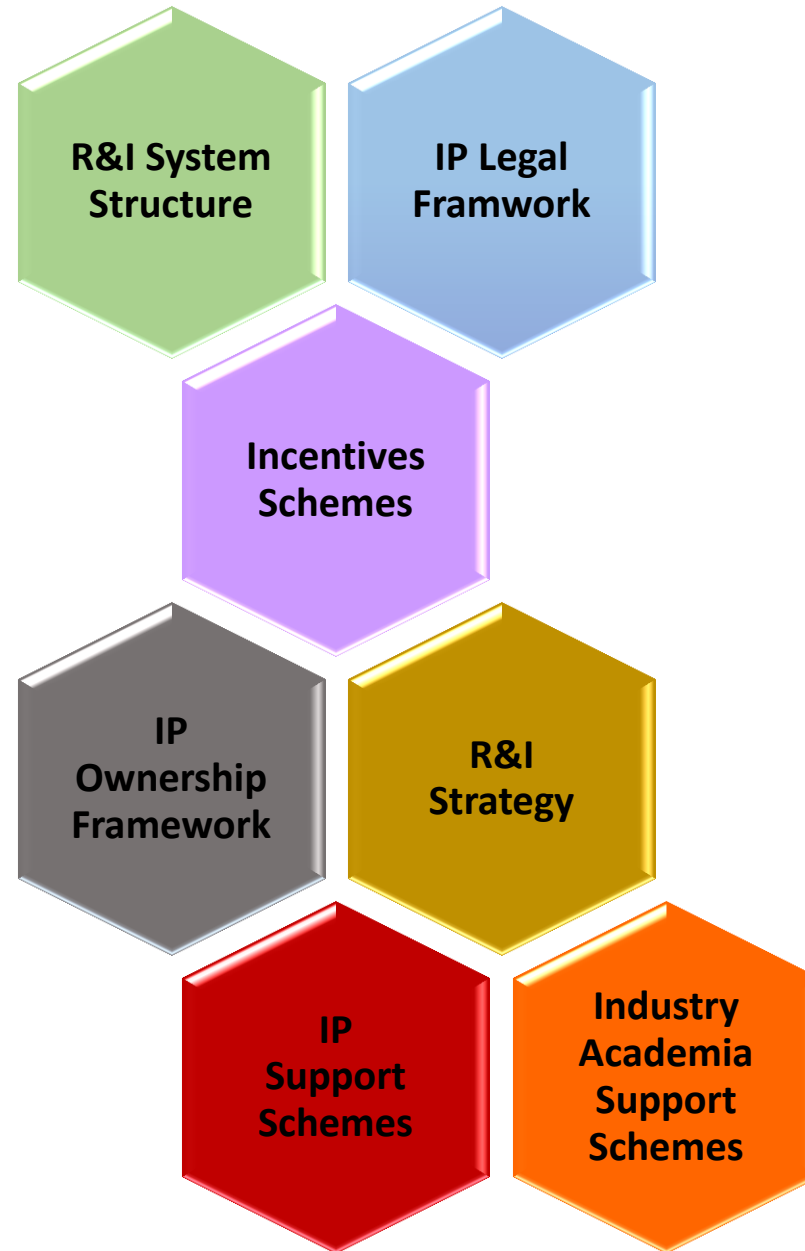 R&I System
Structure
IP Legal
Framwork
Incentives
Schemes
IP
Ownership
Framework
R&I
Strategy
IP
Support
Schemes
Industry
Academia
Support
Schemes